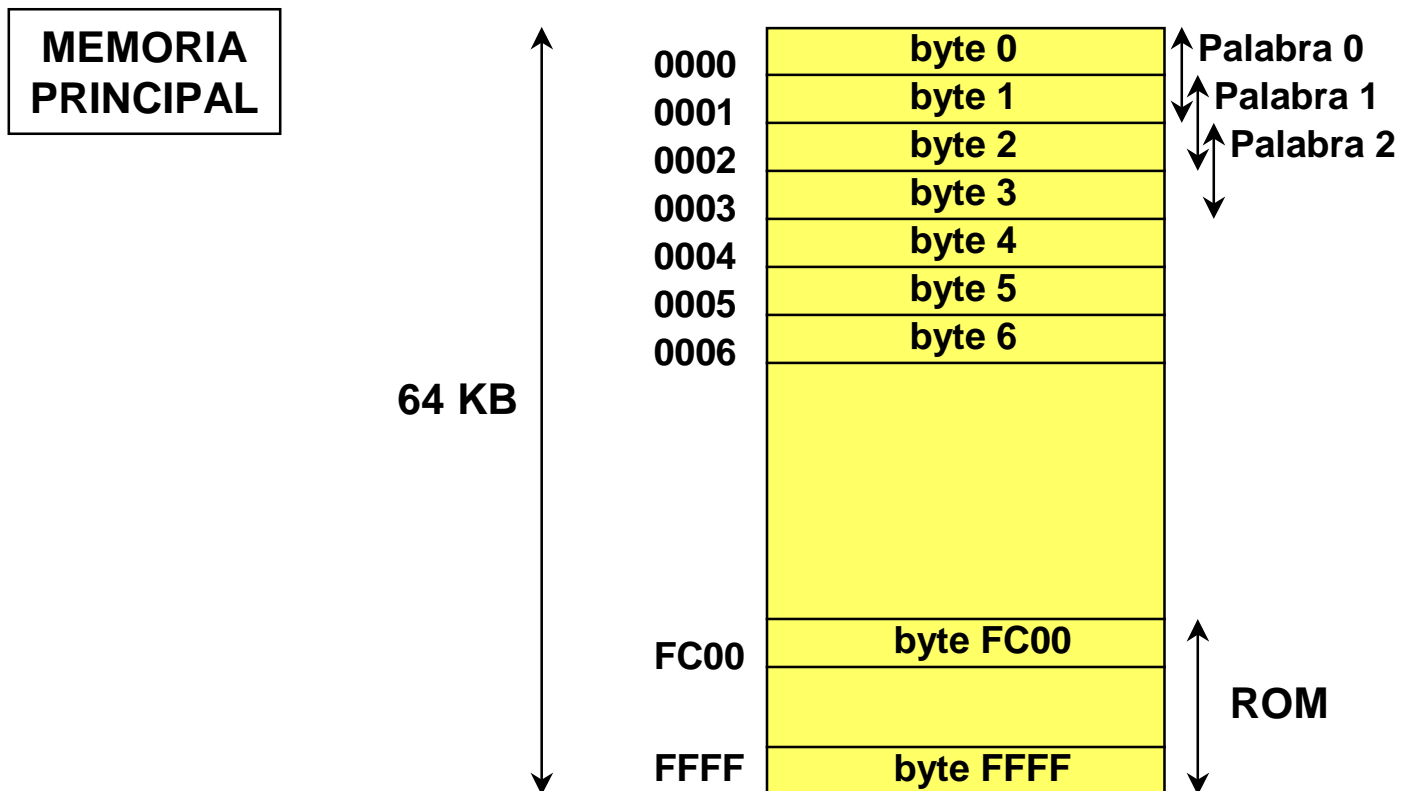 MEMORIA
PRINCIPAL
64 KB
0000
byte 0
Palabra 0
0001
byte 1
Palabra 1
0002
byte 2
Palabra 2
0003
byte 3
0004
byte 4
0005
byte 5
0006
byte 6
FC00
byte FC00
ROM
FFFF
byte FFFF